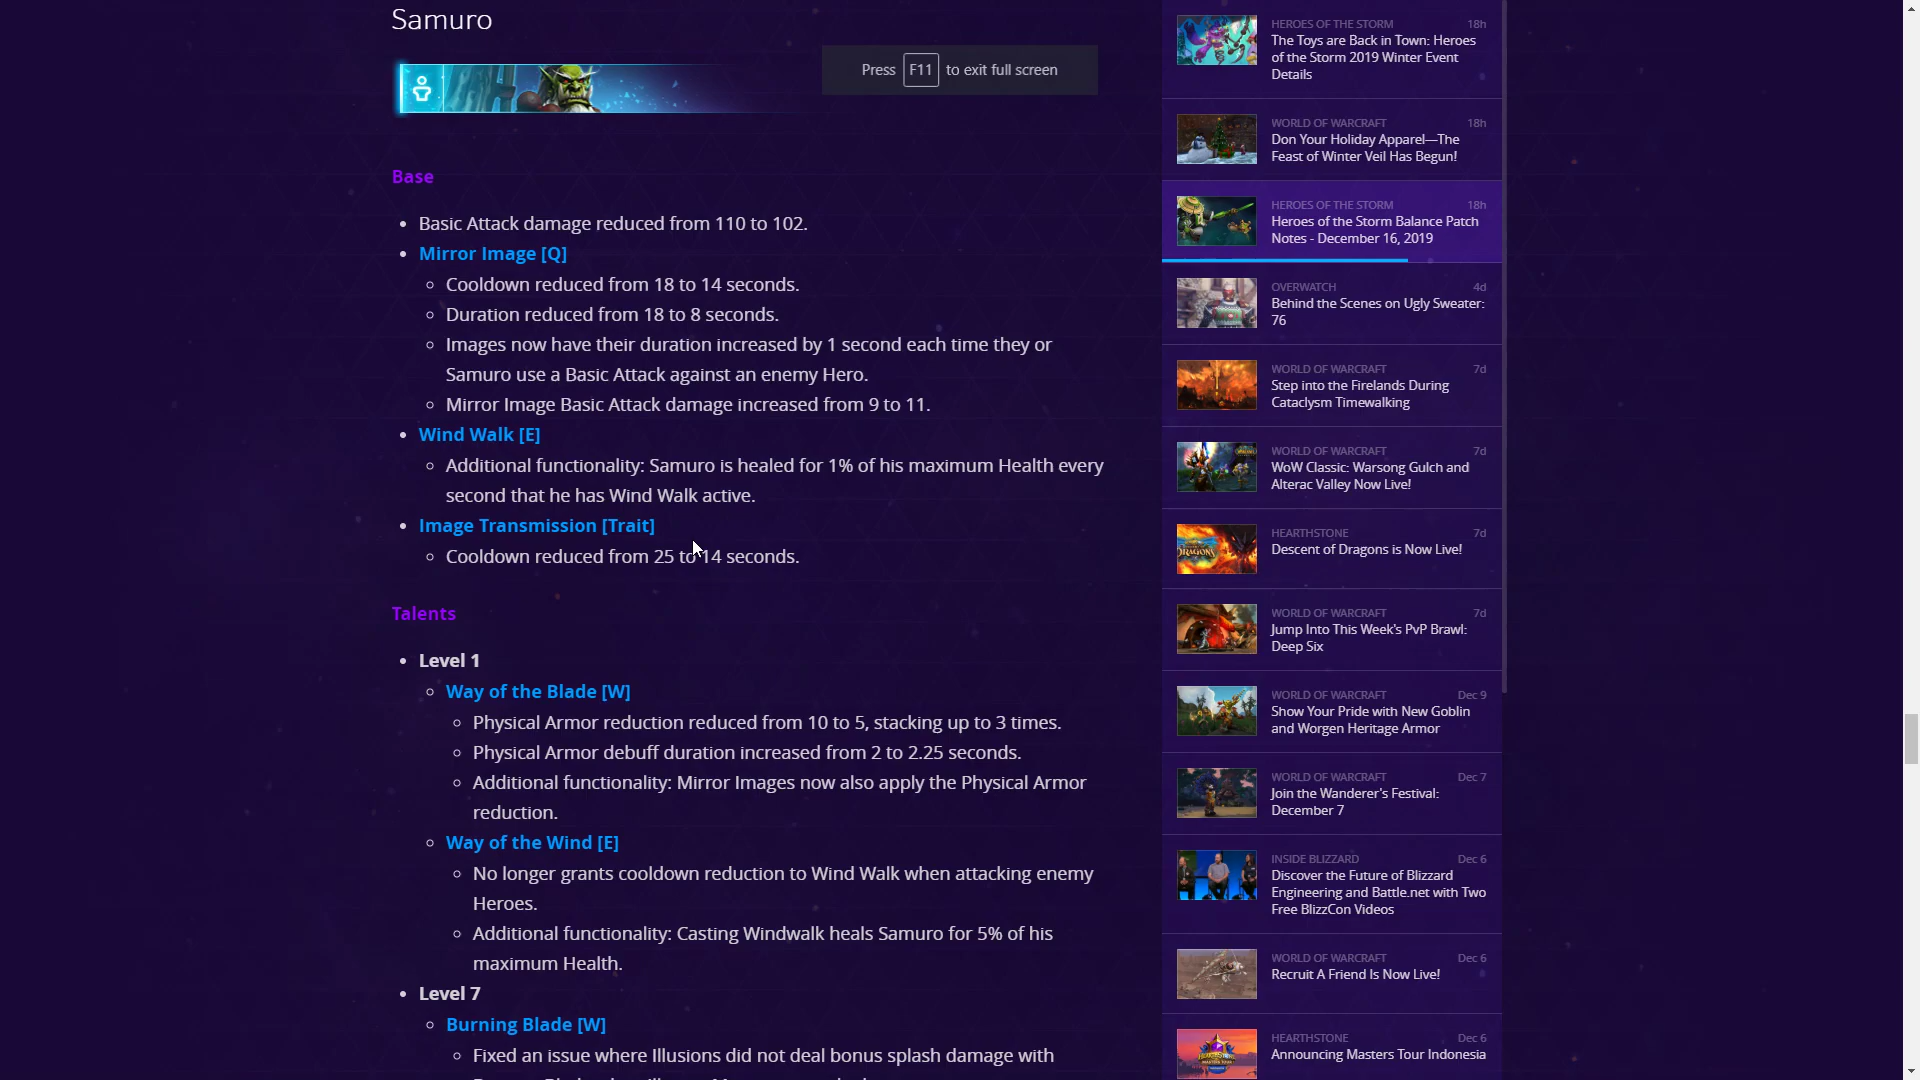 Samuro
Press F11 to exit full screen
Base
Basic Attack damage reduced from 110 to 102.
Mirror Image [Q]
Cooldown reduced from 18 to 14 seconds.
Duration reduced from 18 to 8 seconds.
Images now have their duration increased by 1 second each time they or
Samuro use a Basic Attack against an enemy Hero.
Mirror Image Basic Attack damage increased from 9 to 11.
Wind Walk [E]
Additional functionality: Samuro is healed for 1% of his maximum Health every
second that he has Wind Walk active.
Image Transmission [Trait]
Cooldown reduced from 25 to 14 seconds.
Talents
Level 1
Way of the Blade [W]
Physical Armor reduction reduced from 10 to 5, stacking up to 3 times.
Physical Armor debuff duration increased from 2 to 2.25 seconds.
Additional functionality: Mirror Images now also apply the Physical Armor
reduction.
Way of the Wind [E]
No longer grants cooldown reduction to Wind Walk when attacking enemy
Heroes.
Additional functionality: Casting Windwalk heals Samuro for 5% of his
maximum Health.
Level 7
Burning Blade [W]
Fixed an issue where Illusions did not deal bonus splash damage with
HEROES OF THE STORM 18h
The Toys are Back in Town: Heroes
of the Storm 2019 Winter Event
Details
WORLD OF WARCRAFT 18h
Don Your Holiday Apparel—The
Feast of Winter Veil Has Begun!
HEROES OF THE STORM 18h
Heroes of the Storm Balance Patch
Notes - December 16, 2019
OVERWATCH 4d
Behind the Scenes on Ugly Sweater:
76
WORLD OF WARCRAFT 7d
Step into the Firelands During
Cataclysm Timewalking
WORLD OF WARCRAFT 7d
WoW Classic: Warsong Gulch and
Alterac Valley Now Live!
HEARTHSTONE 7d
Descent of Dragons is Now Live!
WORLD OF WARCRAFT 7d
Jump Into This Week's PvP Brawl:
Deep Six
WORLD OF WARCRAFT Dec 9
Show Your Pride with New Goblin
and Worgen Heritage Armor
WORLD OF WARCRAFT Dec 7
Join the Wanderer's Festival:
December 7
INSIDE BLIZZARD Dec 6
Discover the Future of Blizzard
Engineering and Battle.net with Two
Free BlizzCon Videos
WORLD OF WARCRAFT Dec 6
Recruit A Friend Is Now Live!
HEARTHSTONE Dec 6
Announcing Masters Tour Indonesia